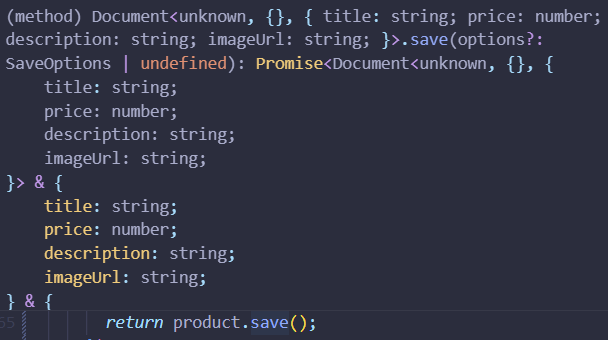 (method) Document<unknown, {}, { title: string; price: number;
description: string; imageUrl: string; }>.save(options?:
SaveOptions | undefined): Promise<Document<unknown, {}, {
title: string;
price: number;
description: string;
imageUrl: string;
}> & {
title: string;
price: number;
description: string;
imageUrl: string;
} & {
return product.save();